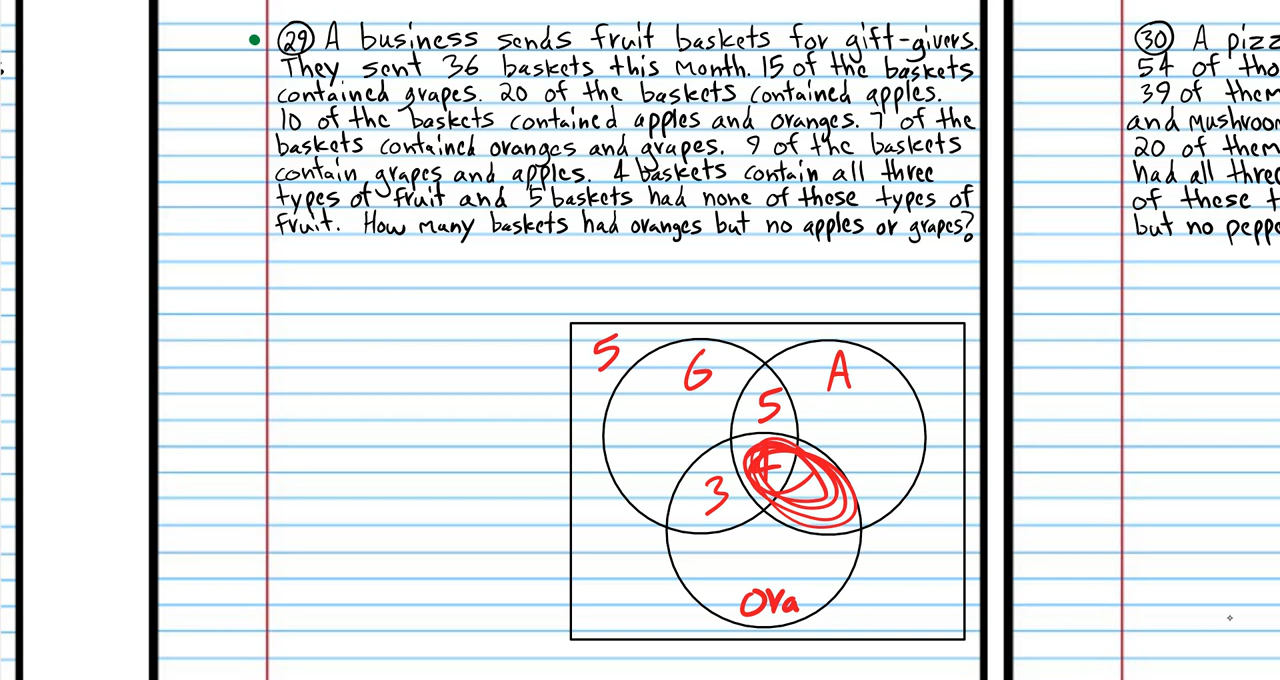 29 A business sends fruit baskets for gift-givers.
They sent 36 baskets this month. 15 of the baskets
contained grapes. 20 of the baskets contained apples.
10 of the baskets contained apples and oranges. 7 of the
baskets contained oranges and grapes. 9 of the baskets
contain grapes and apples. 4 baskets contain all three
types of fruit and 5 baskets had none of these types of
fruit. How many baskets had oranges but no apples or grapes?
5
G
A
5
4
3
Ora
30 A pizz
54 of tho
39 of them
and mushroom
20 of them
had all three
of these t
but no peppe